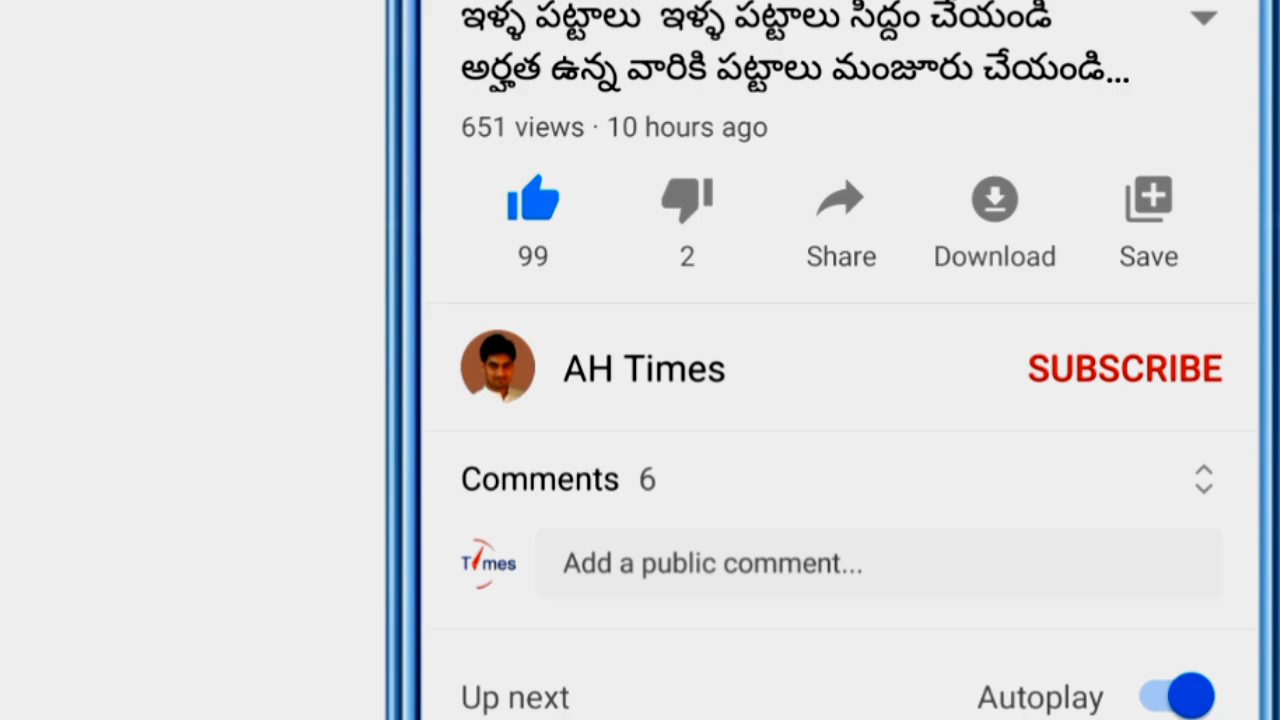 ఇళ్ళ పట్టాలు ఇళ్ళ పట్టాలు సిద్దం చేయండి
అర్హత ఉన్న వారికి పట్టాలు మంజూరు చేయండి...
651 views · 10 hours ago
99 2 Share Download Save
AH Times SUBSCRIBE
Comments 6
Times Add a public comment...
Up next Autoplay